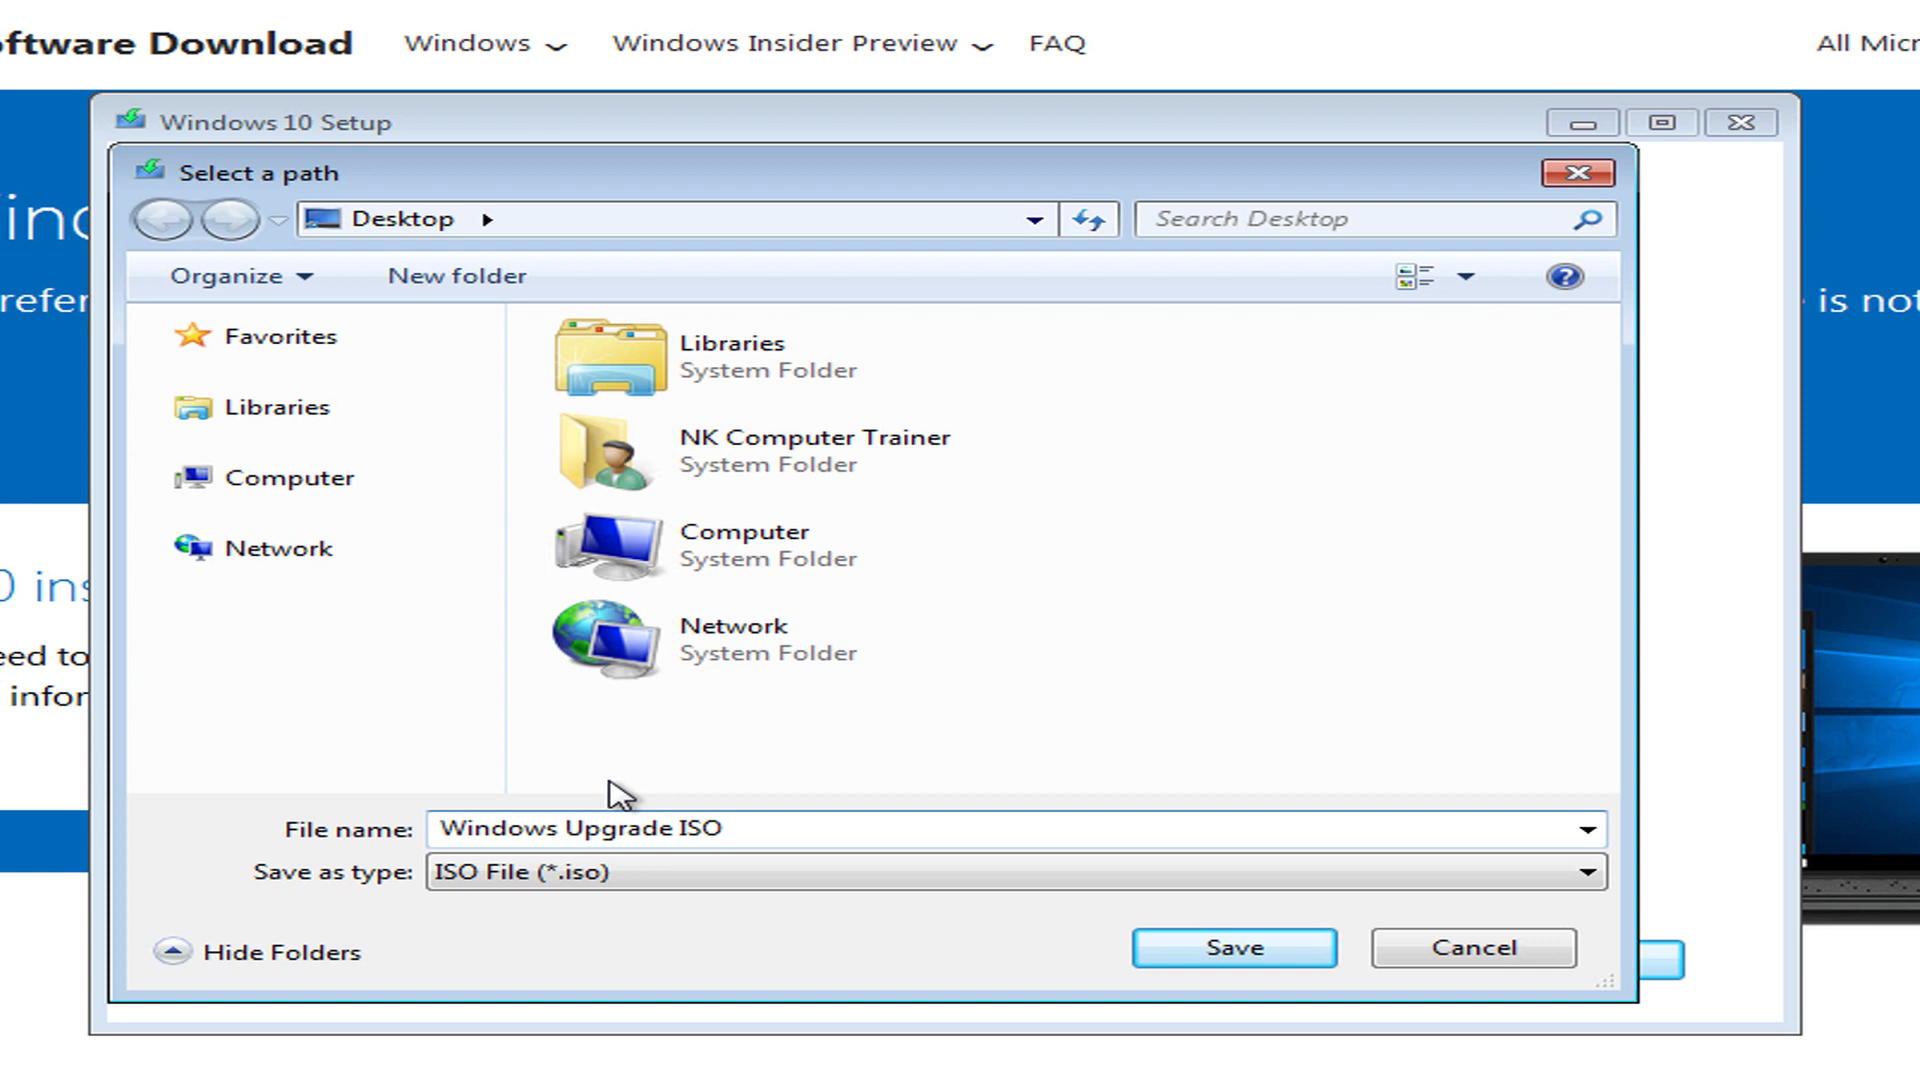 oftware Download Windows Windows Insider Preview FAQ All Micr
Windows 10 Setup
Select a path
Desktop Search Desktop
Organize New folder
Favorites
Libraries
Computer
Network
Libraries
System Folder
NK Computer Trainer
System Folder
Computer
System Folder
Network
System Folder
File name: Windows Upgrade ISO
Save as type: ISO File (*.iso)
Hide Folders Save Cancel
ind
refer
is not
0 ins
eed to
infor